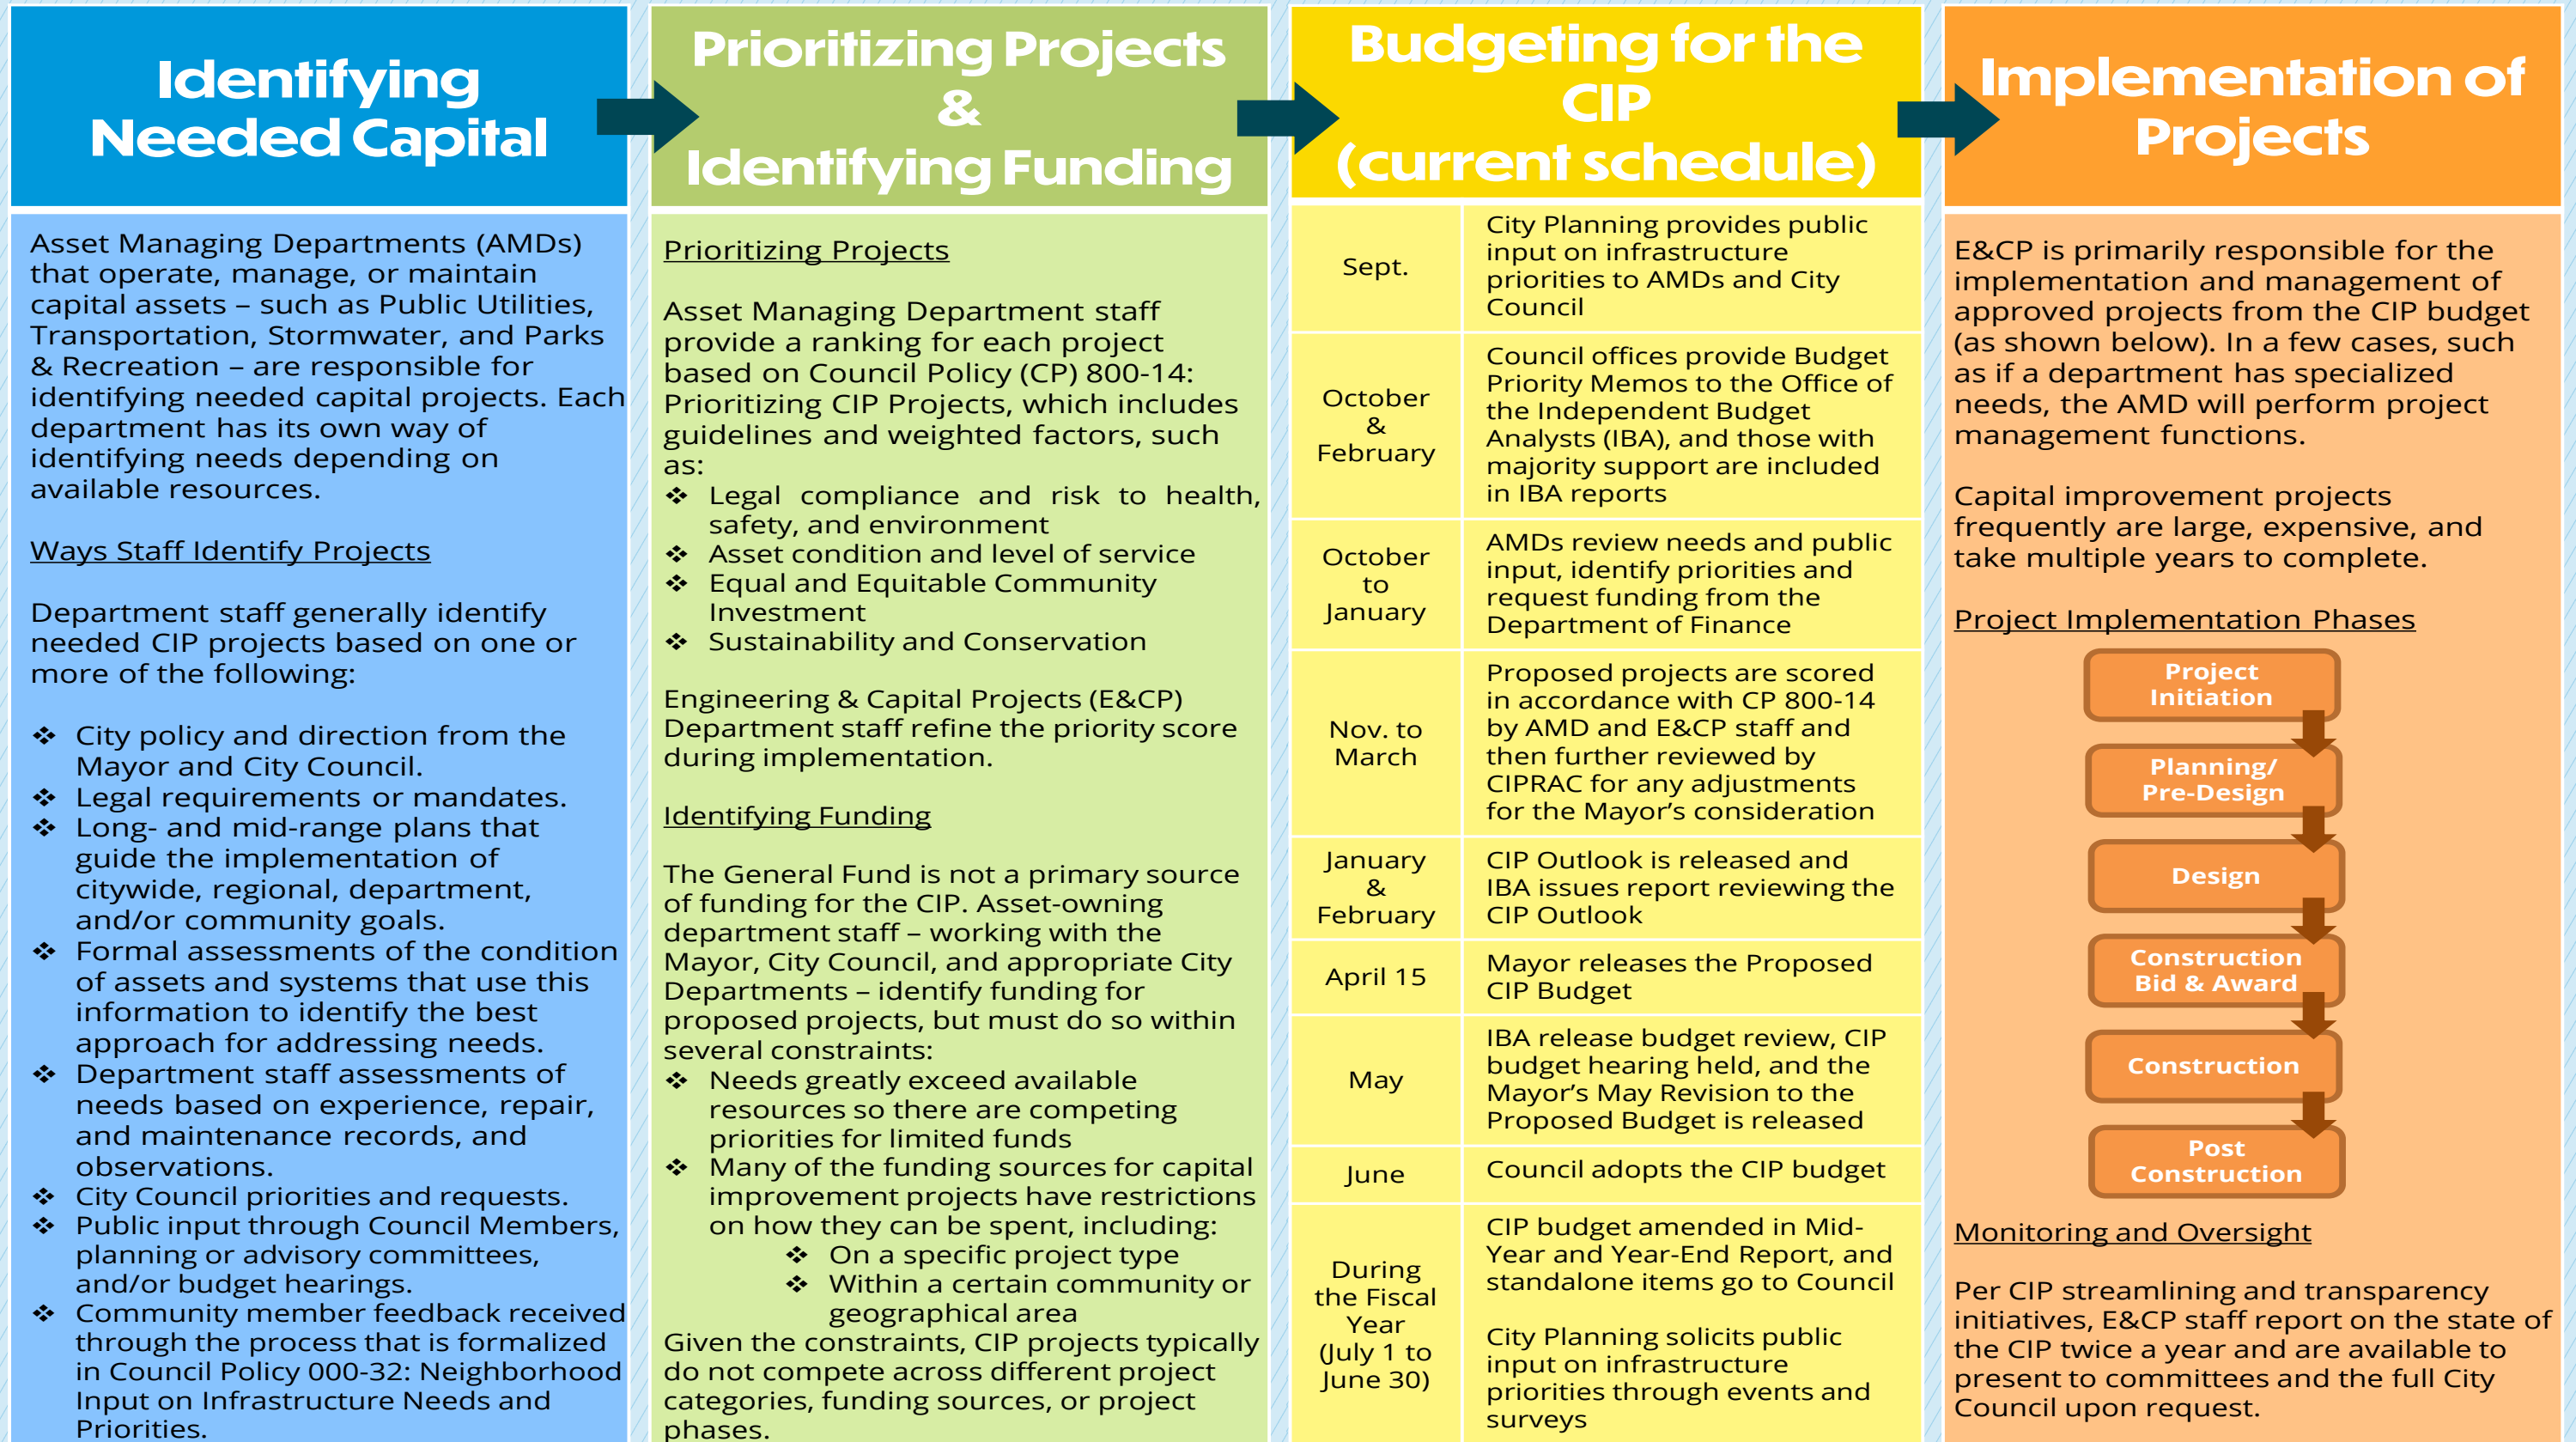 Identifying
Needed Capital
Asset Managing Departments (AMDs)
that operate, manage, or maintain
capital assets – such as Public Utilities,
Transportation, Stormwater, and Parks
& Recreation – are responsible for
identifying needed capital projects. Each
department has its own way of
identifying needs depending on
available resources.
Ways Staff Identify Projects
Department staff generally identify
needed CIP projects based on one or
more of the following:
❖ City policy and direction from the
Mayor and City Council.
❖ Legal requirements or mandates.
❖ Long- and mid-range plans that
guide the implementation of
citywide, regional, department,
and/or community goals.
❖ Formal assessments of the condition
of assets and systems that use this
information to identify the best
approach for addressing needs.
❖ Department staff assessments of
needs based on experience, repair,
and maintenance records, and
observations.
❖ City Council priorities and requests.
❖ Public input through Council Members,
planning or advisory committees,
and/or budget hearings.
❖ Community member feedback received
through the process that is formalized
in Council Policy 000-32: Neighborhood
Input on Infrastructure Needs and
Priorities.
Prioritizing Projects
&
Identifying Funding
Prioritizing Projects
Asset Managing Department staff
provide a ranking for each project
based on Council Policy (CP) 800-14:
Prioritizing CIP Projects, which includes
guidelines and weighted factors, such
as:
❖ Legal compliance and risk to health,
safety, and environment
❖ Asset condition and level of service
❖ Equal and Equitable Community
Investment
❖ Sustainability and Conservation
Engineering & Capital Projects (E&CP)
Department staff refine the priority score
during implementation.
Identifying Funding
The General Fund is not a primary source
of funding for the CIP. Asset-owning
department staff – working with the
Mayor, City Council, and appropriate City
Departments – identify funding for
proposed projects, but must do so within
several constraints:
❖ Needs greatly exceed available
resources so there are competing
priorities for limited funds
❖ Many of the funding sources for capital
improvement projects have restrictions
on how they can be spent, including:
❖ On a specific project type
❖ Within a certain community or
geographical area
Given the constraints, CIP projects typically
do not compete across different project
categories, funding sources, or project
phases.
Budgeting for the
CIP
(current schedule)
Sept.
City Planning provides public
input on infrastructure
priorities to AMDs and City
Council
October
&
February
Council offices provide Budget
Priority Memos to the Office of
the Independent Budget
Analysts (IBA), and those with
majority support are included
in IBA reports
October
to
January
AMDs review needs and public
input, identify priorities and
request funding from the
Department of Finance
Nov. to
March
Proposed projects are scored
in accordance with CP 800-14
by AMD and E&CP staff and
then further reviewed by
CIPRAC for any adjustments
for the Mayor’s consideration
January
&
February
CIP Outlook is released and
IBA issues report reviewing the
CIP Outlook
April 15
Mayor releases the Proposed
CIP Budget
May
IBA release budget review, CIP
budget hearing held, and the
Mayor’s May Revision to the
Proposed Budget is released
June
Council adopts the CIP budget
During
the Fiscal
Year
(July 1 to
June 30)
CIP budget amended in Mid-
Year and Year-End Report, and
standalone items go to Council
City Planning solicits public
input on infrastructure
priorities through events and
surveys
Implementation of
Projects
E&CP is primarily responsible for the
implementation and management of
approved projects from the CIP budget
(as shown below). In a few cases, such
as if a department has specialized
needs, the AMD will perform project
management functions.
Capital improvement projects
frequently are large, expensive, and
take multiple years to complete.
Project Implementation Phases
Project
Initiation
Planning/
Pre-Design
Design
Construction
Bid & Award
Construction
Post
Construction
Monitoring and Oversight
Per CIP streamlining and transparency
initiatives, E&CP staff report on the state of
the CIP twice a year and are available to
present to committees and the full City
Council upon request.